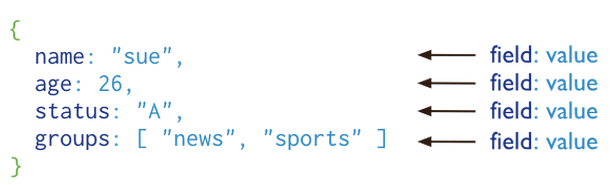 {
name: "sue", field: value
age: 26, field: value
status: "A", field: value
groups: [ "news", "sports" ] field: value
}